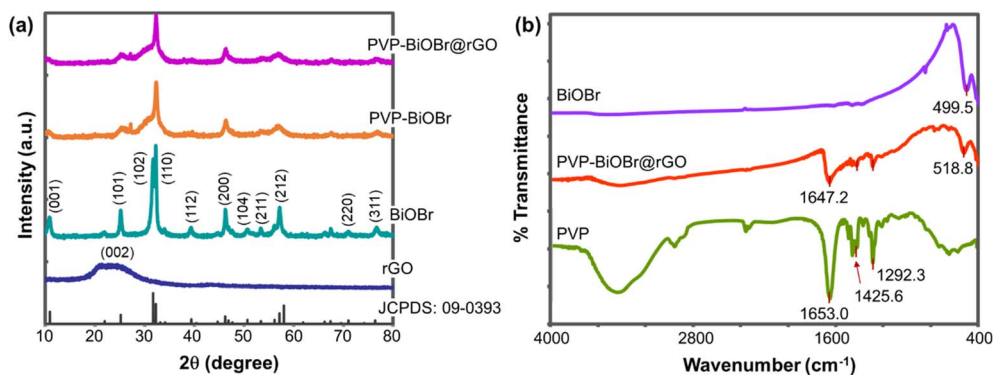 (a)
PVP-BiOBr@rGO
PVP-BiOBr
(001)
(101)
(102)
(110)
(112)
(200)
(104)
(211)
(212)
(220)
(311)
BiOBr
(002)
rGO
JCPDS: 09-0393
10 20 30 40 50 60 70 80
2θ (degree)
Intensity (a.u.)
(b)
BiOBr
499.5
PVP-BiOBr@rGO
518.8
1647.2
PVP
1292.3
1425.6
1653.0
4000 2800 1600 400
Wavenumber (cm⁻¹)
% Transmittance